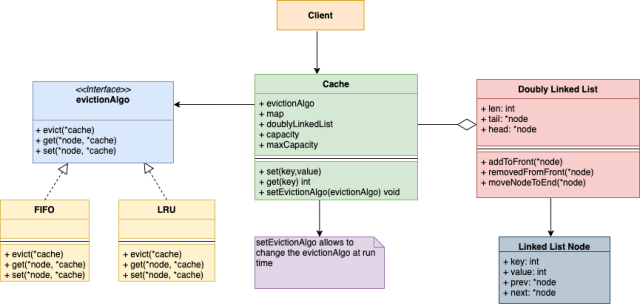 Client
<<Interface>>
evictionAlgo
+ evict(*cache)
+ get(*node, *cache)
+ set(*node, *cache)
Cache
+ evictionAlgo
+ map
+ doublyLinkedList
+ capacity
+ maxCapacity
+ set(key,value)
+ get(key) int
+ setEvictionAlgo(evictionAlgo) void
Doubly Linked List
+ len: int
+ tail: *node
+ head: *node
+ addToFront(*node)
+ removedFromFront(*node)
+ moveNodeToEnd(*node)
FIFO
+ evict(*cache)
+ get(*node, *cache)
+ set(*node, *cache)
LRU
+ evict(*cache)
+ get(*node, *cache)
+ set(*node, *cache)
setEvictionAlgo allows to
change the evictionAlgo at run
time
Linked List Node
+ key: int
+ value: int
+ prev: *node
+ next: *node